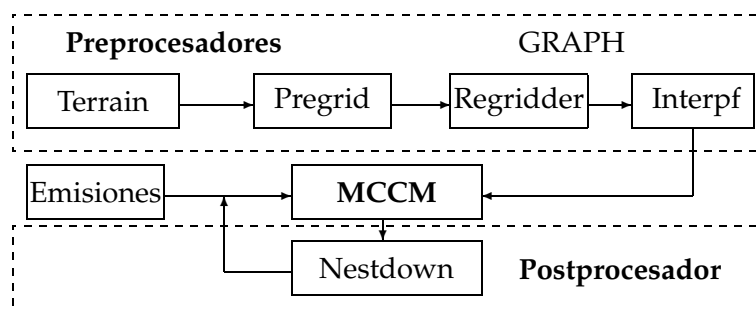 Preprocesadores GRAPH
Terrain Pregrid Regridder Interpf
Emisiones MCCM
Nestdown Postprocesador